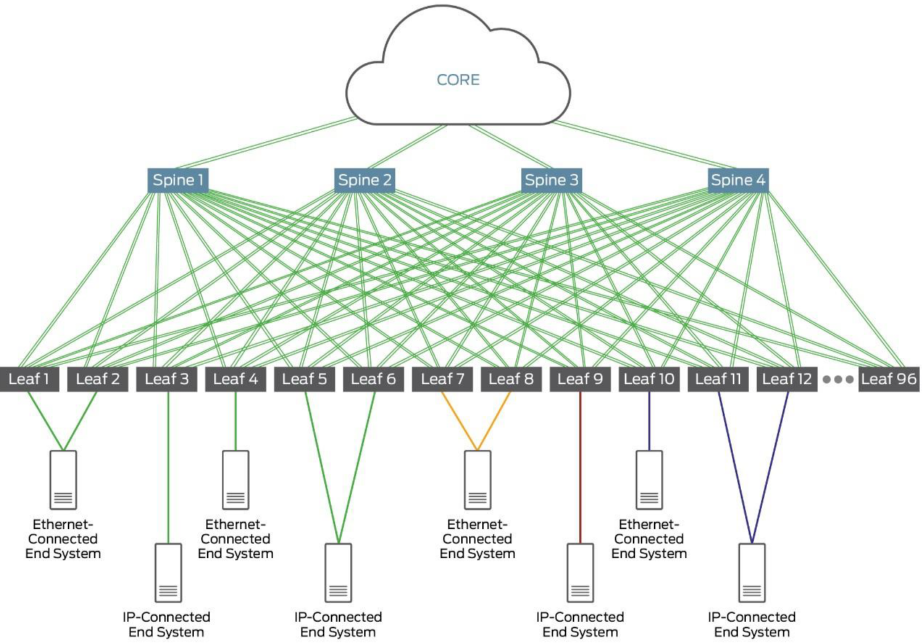 CORE
Spine 1
Spine 2
Spine 3
Spine 4
Leaf 1
Leaf 2
Leaf 3
Leaf 4
Leaf 5
Leaf 6
Leaf 7
Leaf 8
Leaf 9
Leaf 10
Leaf 11
Leaf 12
Leaf 96
Ethernet-
Connected
End System
Ethernet-
Connected
End System
Ethernet-
Connected
End System
Ethernet-
Connected
End System
IP-Connected
End System
IP-Connected
End System
IP-Connected
End System
IP-Connected
End System